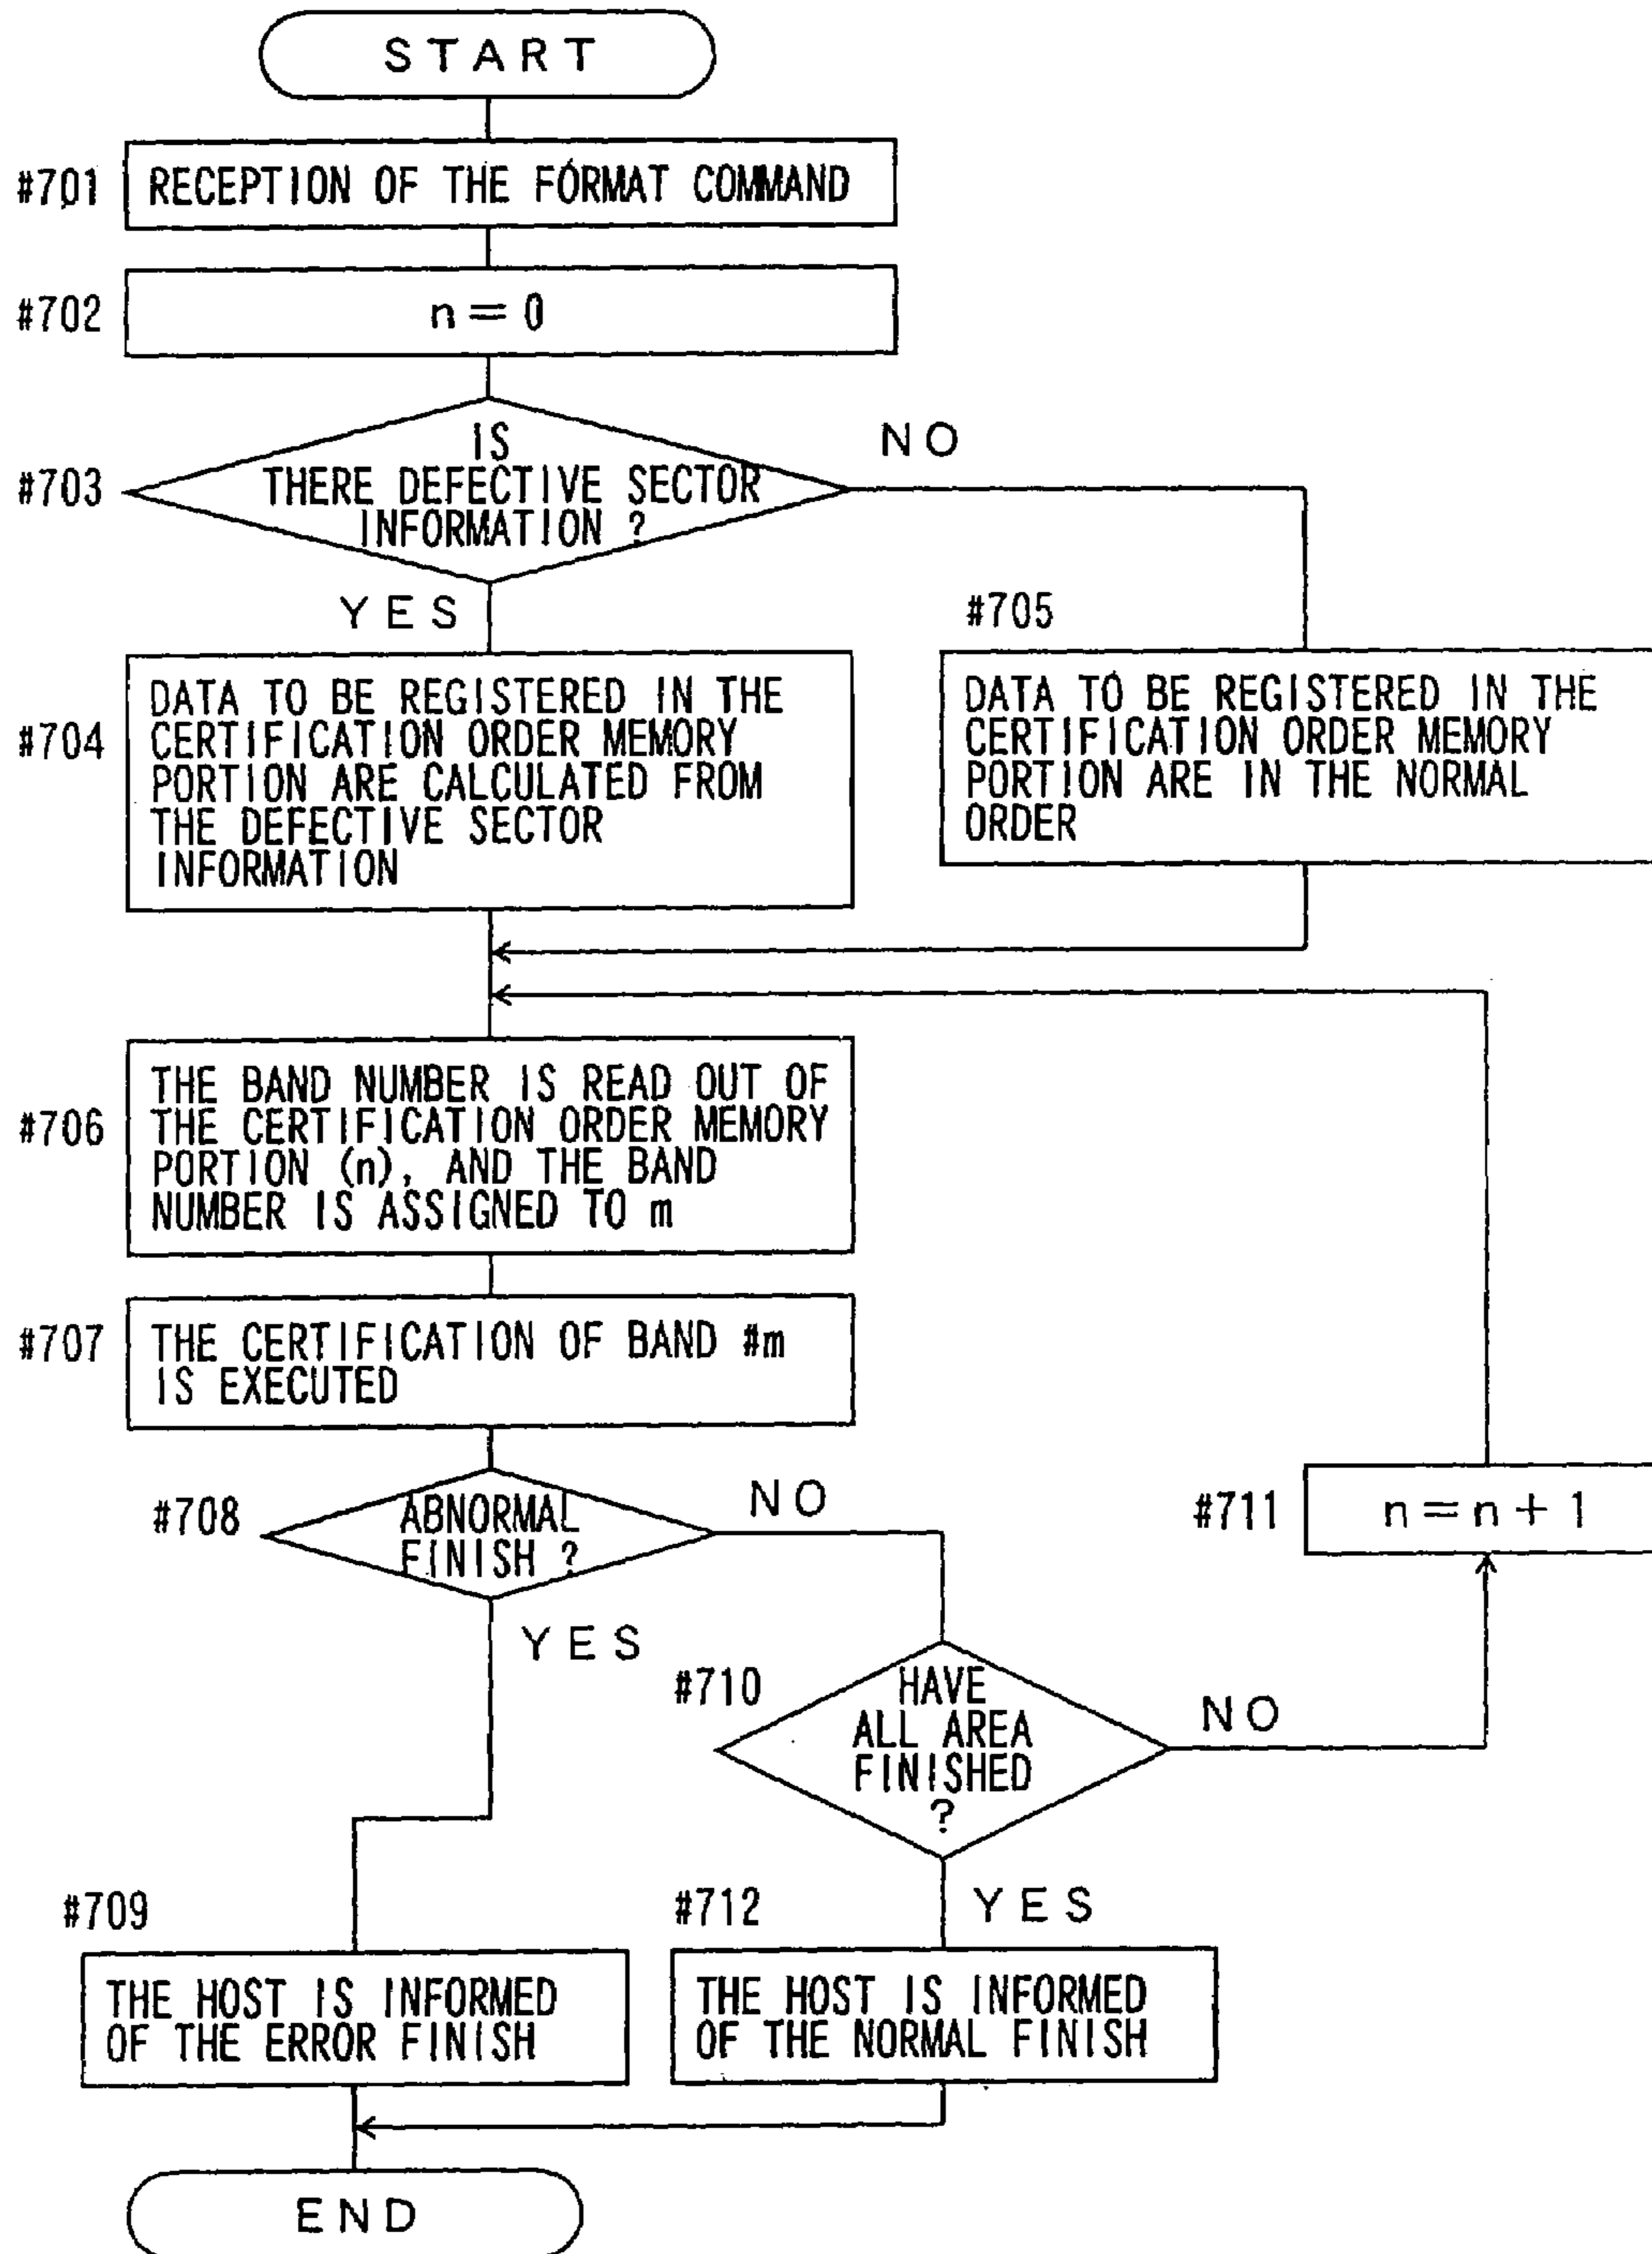 START
#701
RECEPTION OF THE FORMAT COMMAND
#702
n = 0
#703
IS
THERE DEFECTIVE SECTOR
INFORMATION ?
NO
YES
#704
DATA TO BE REGISTERED IN THE
CERTIFICATION ORDER MEMORY
PORTION ARE CALCULATED FROM
THE DEFECTIVE SECTOR
INFORMATION
#705
DATA TO BE REGISTERED IN THE
CERTIFICATION ORDER MEMORY
PORTION ARE IN THE NORMAL
ORDER
#706
THE BAND NUMBER IS READ OUT OF
THE CERTIFICATION ORDER MEMORY
PORTION (n), AND THE BAND
NUMBER IS ASSIGNED TO m
#707
THE CERTIFICATION OF BAND #m
IS EXECUTED
#708
ABNORMAL
FINISH ?
NO
YES
#711
n = n + 1
#710
HAVE
ALL AREA
FINISHED
?
NO
YES
#709
THE HOST IS INFORMED
OF THE ERROR FINISH
#712
THE HOST IS INFORMED
OF THE NORMAL FINISH
END